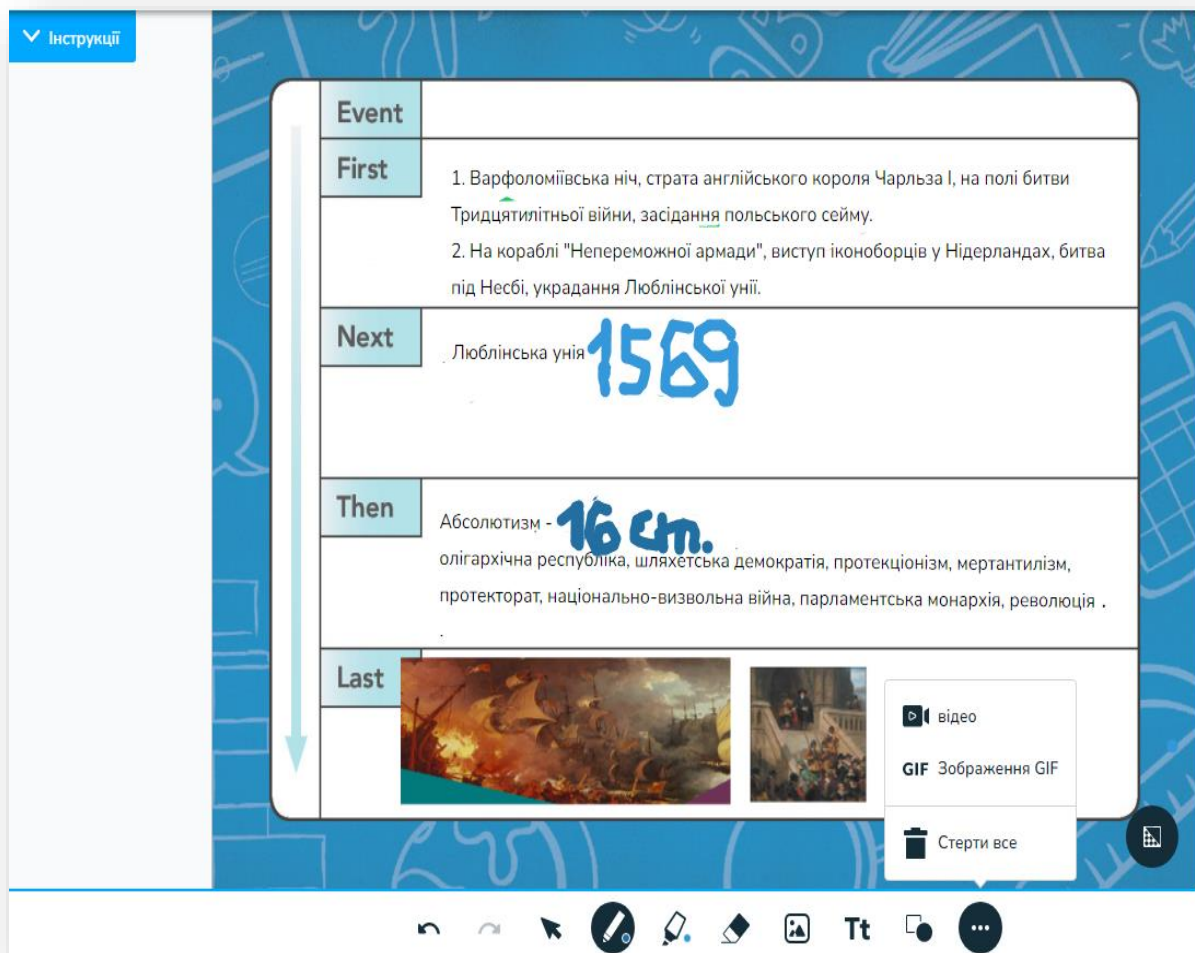 Інструкції
Event
First
1. Варфоломіївська ніч, страта англійського короля Чарльза І, на полі битви
Тридцятилітньої війни, засідання польського сейму.
2. На кораблі "Непереможної армади", виступ іконоборців у Нідерландах, битва
під Несбі, украдання Люблінської унії.
Next
Люблінська унія 1569
Then
Абсолютизм - 16 ст.
олігархічна республіка, шляхетська демократія, протекціонізм, мертантилізм,
протекторат, національно-визвольна війна, парламентська монархія, революція .
.
Last
відео
GIF Зображення GIF
Стерти все
Tt